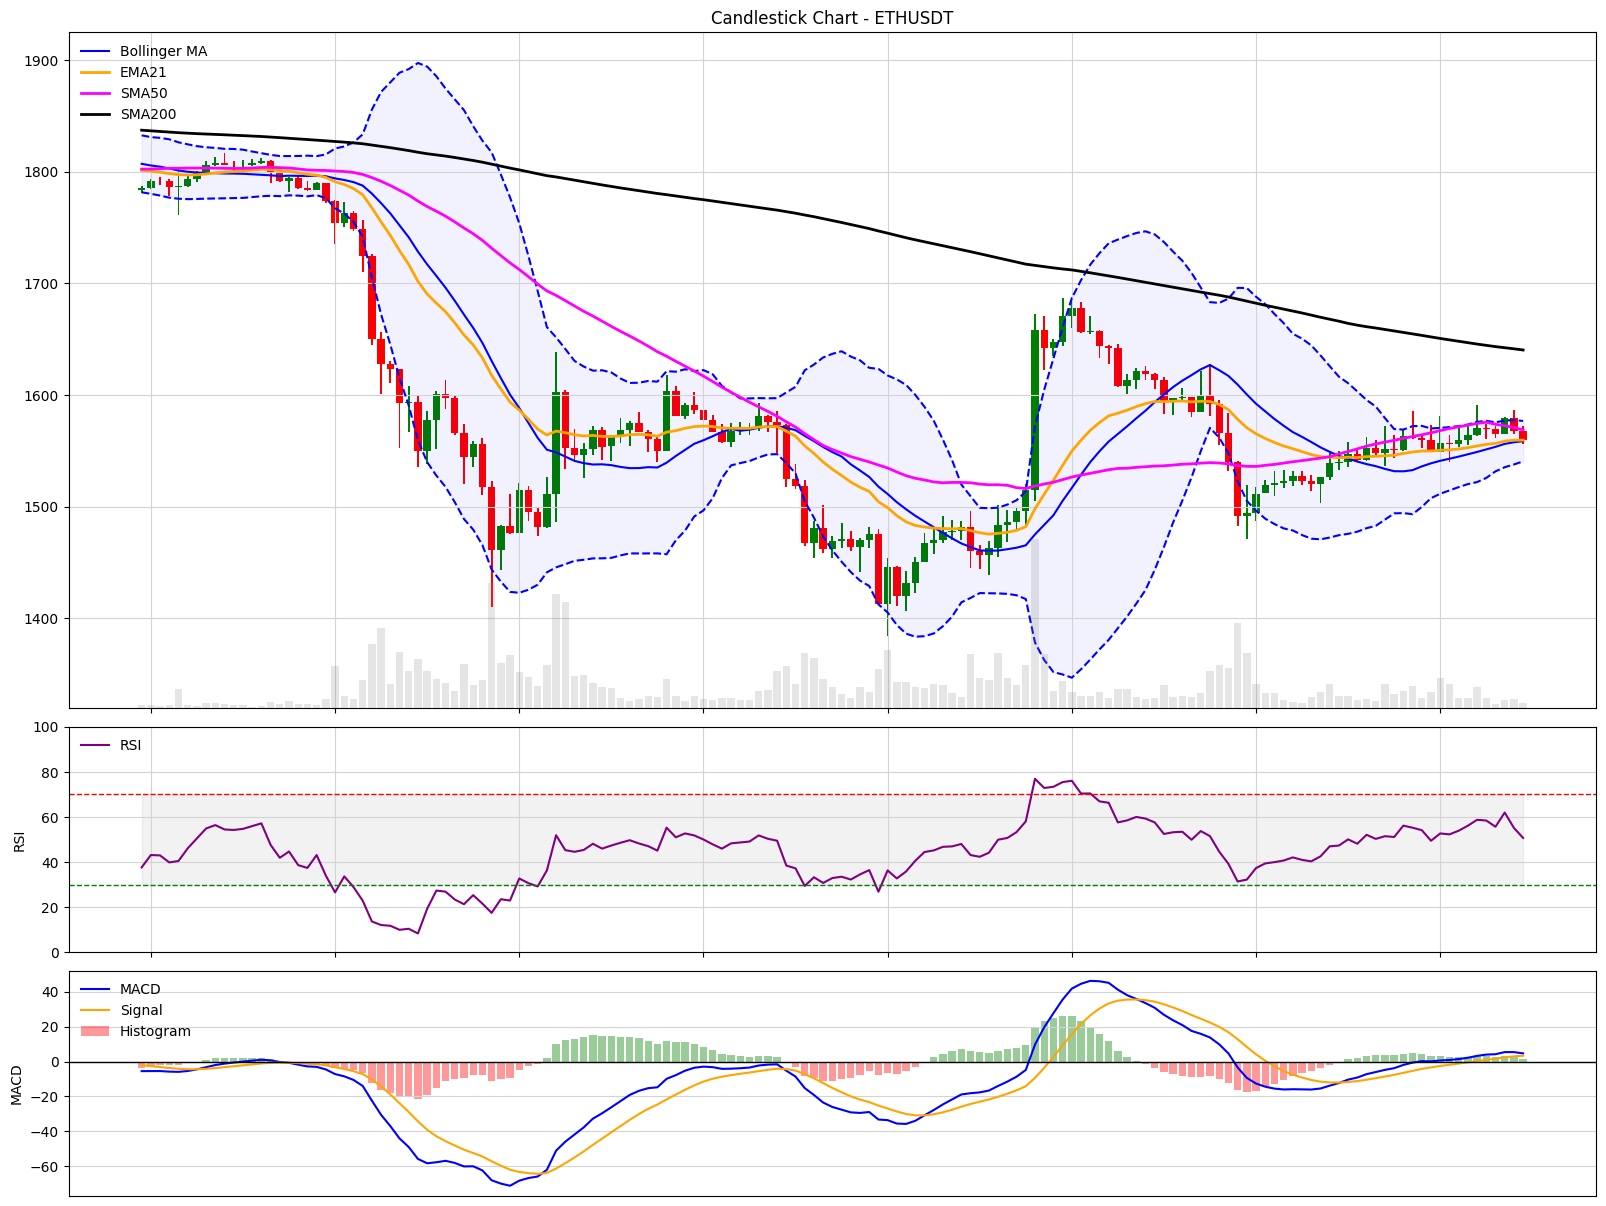 Candlestick Chart - ETHUSDT
Bollinger MA
EMA21
SMA50
SMA200
1900
1800
1700
1600
1500
1400
RSI
100
80
60
40
20
0
RSI
MACD
Signal
Histogram
40
20
0
−20
−40
−60
MACD